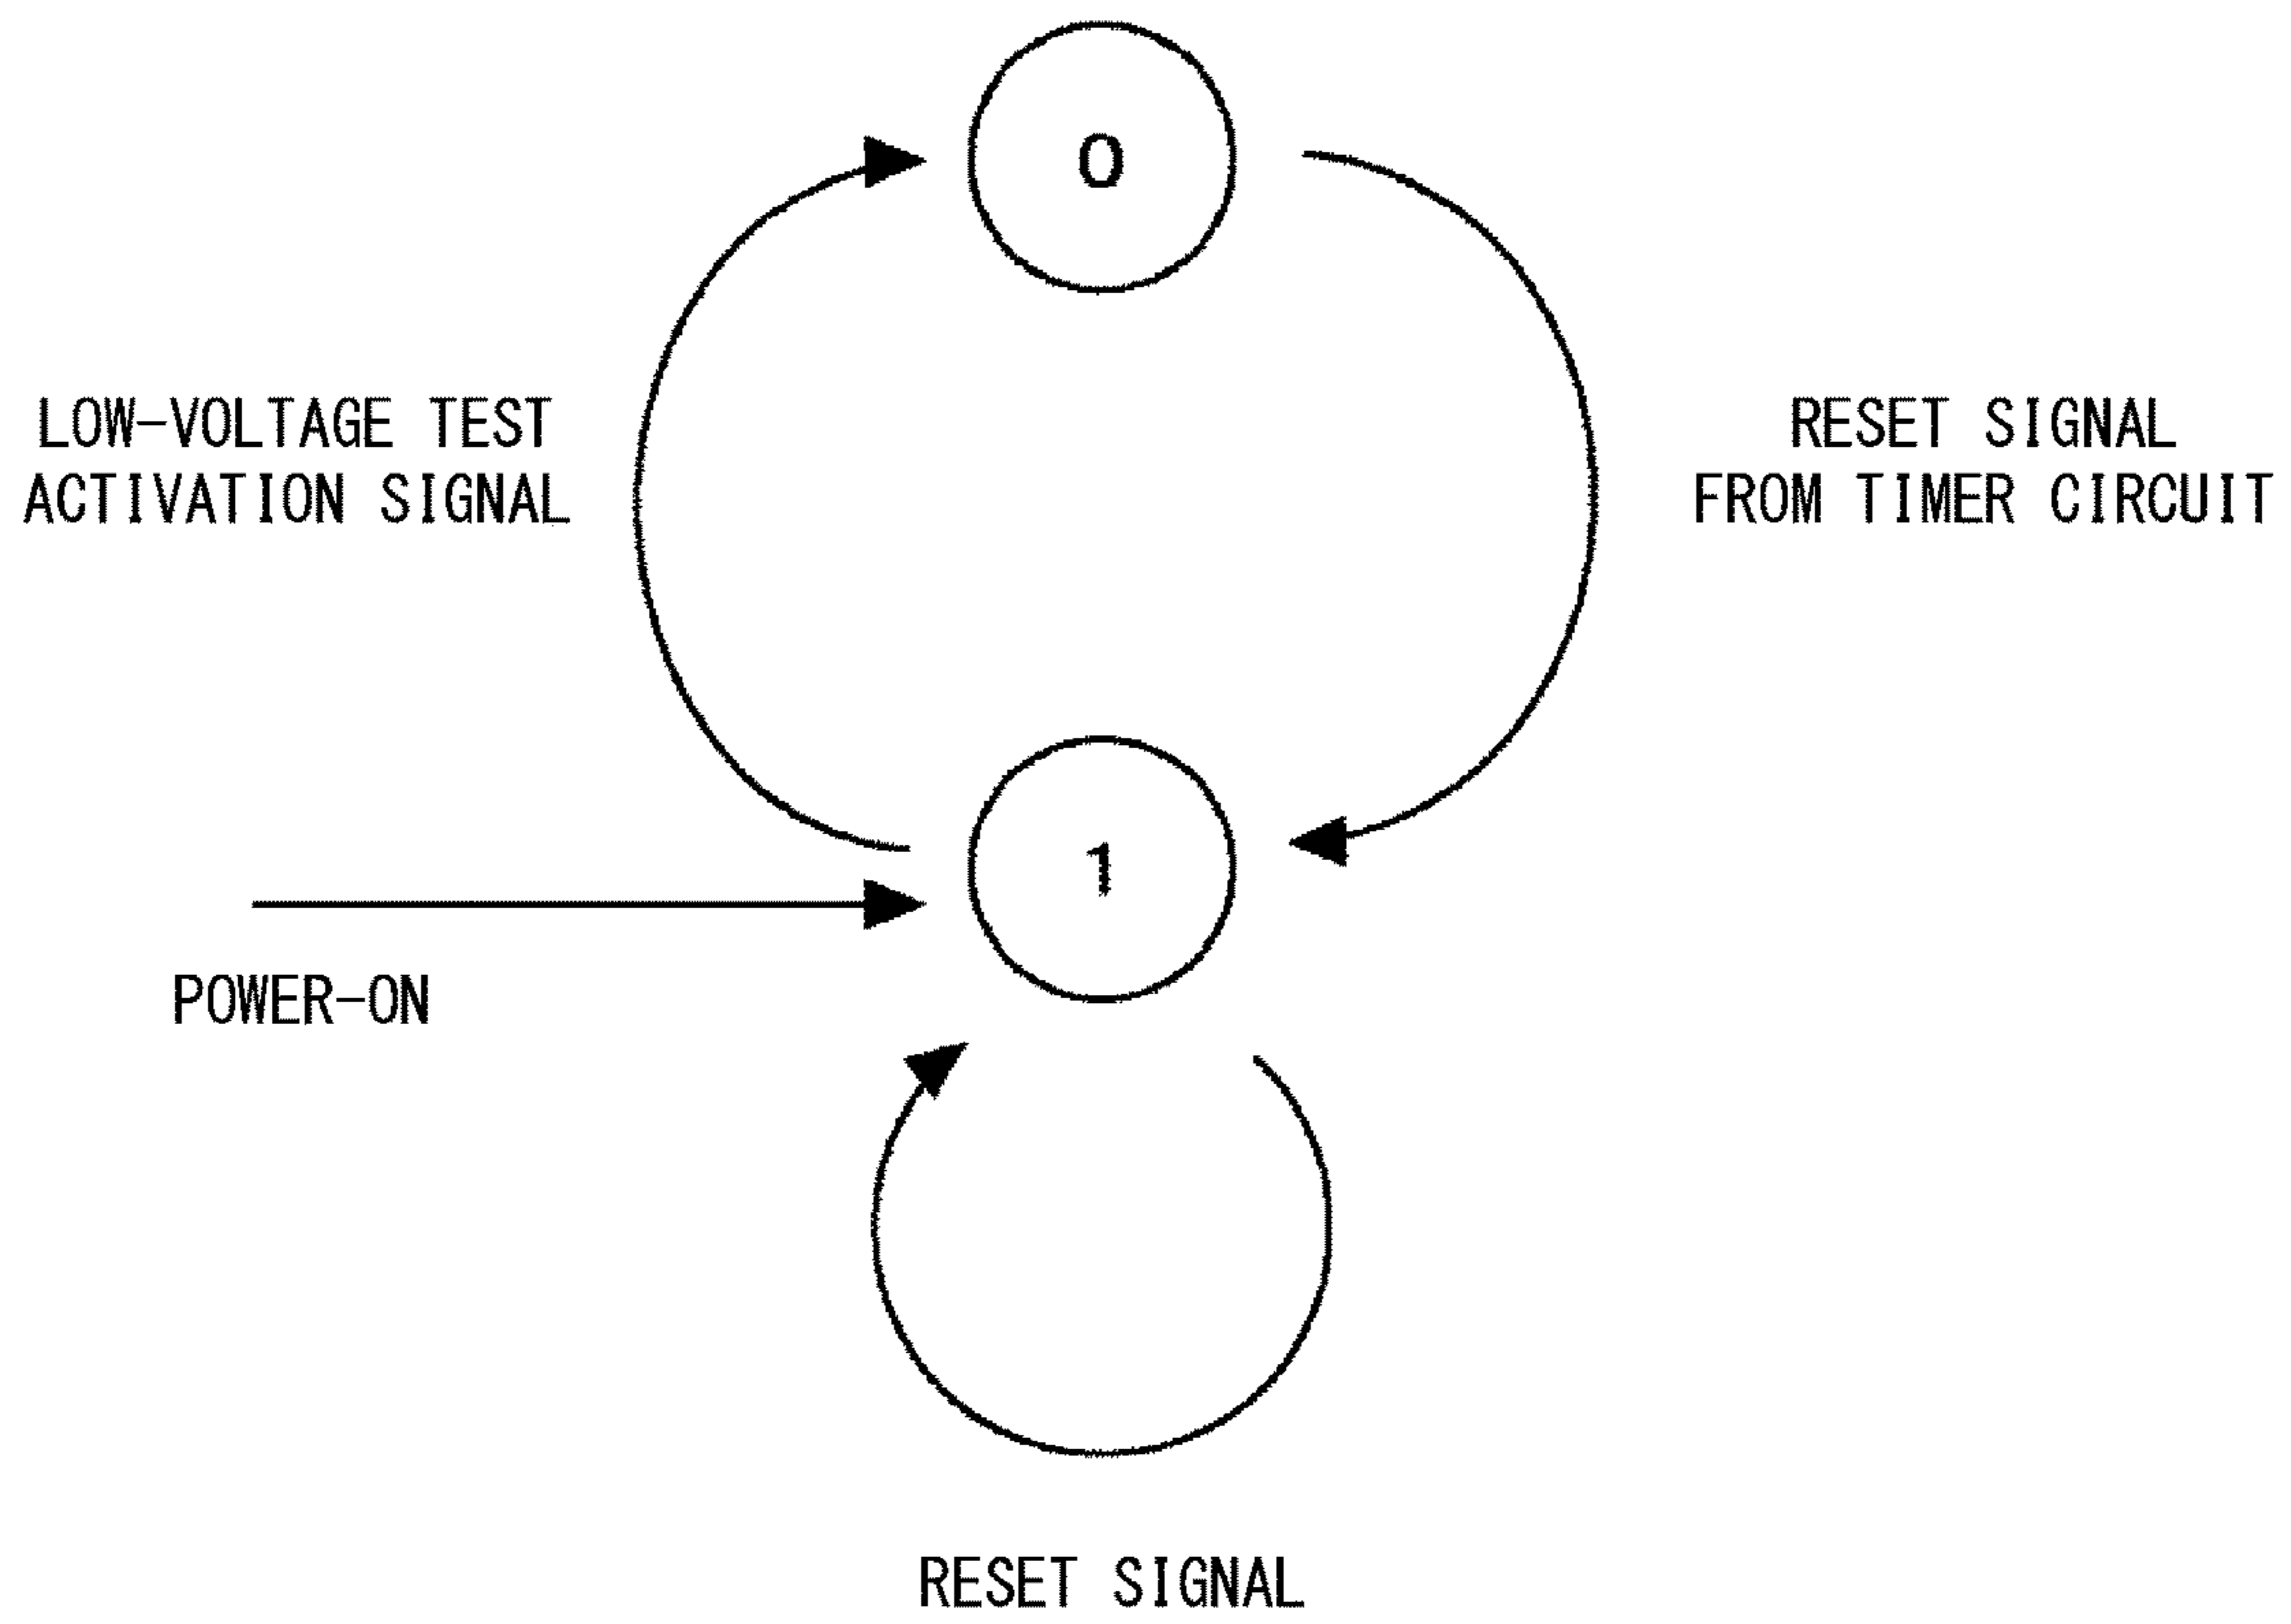 0
LOW-VOLTAGE TEST
ACTIVATION SIGNAL
RESET SIGNAL
FROM TIMER CIRCUIT
1
POWER-ON
RESET SIGNAL